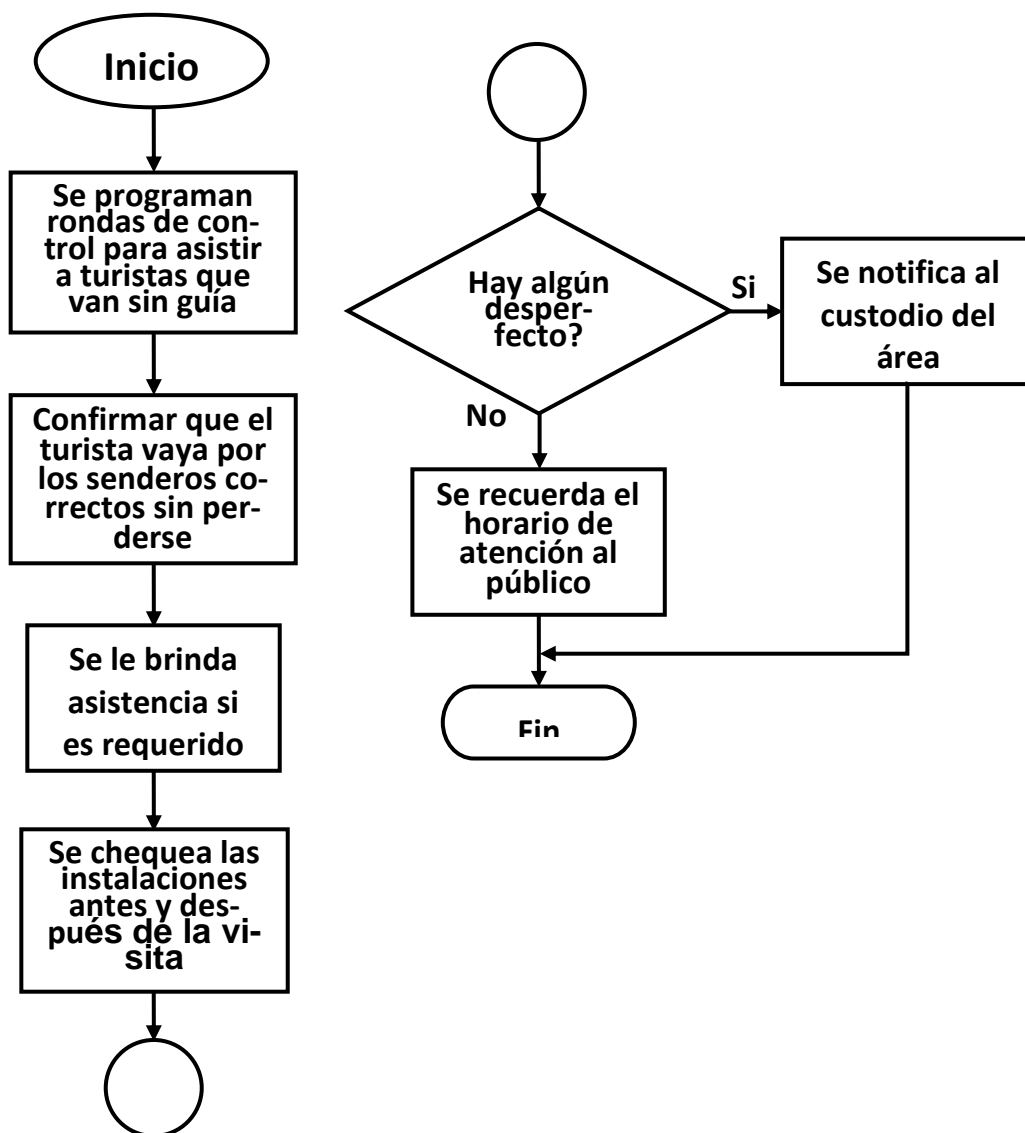 Inicio
Se programan
rondas de con-
trol para asistir
a turistas que
van sin guía
Confirmar que el
turista vaya por
los senderos co-
rrectos sin per-
derse
Se le brinda
asistencia si
es requerido
Se chequea las
instalaciones
antes y des-
pués de la vi-
sita
Hay algún
desper-
fecto?
Si
Se notifica al
custodio del
área
No
Se recuerda el
horario de
atención al
público
Fin